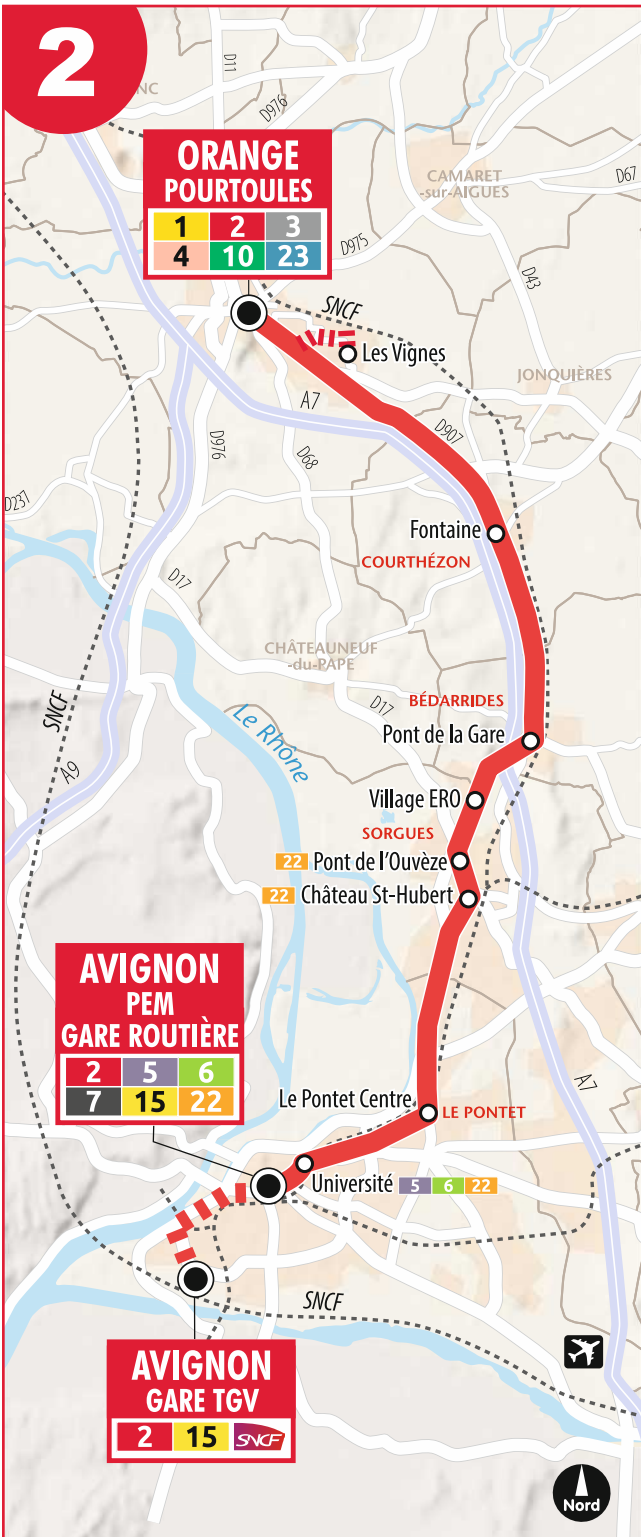 2
NC
D11
D976
ORANGE
POURTOULES
1 2 3
4 10 23
CAMARET
-sur-AIGUES
D67
D975
D43
SNCF
Les Vignes
JONQUIÈRES
A7
D907
D976
D68
D231
Fontaine
COURTHÉZON
D17
CHÂTEAUNEUF
-du-PAPE
BÉDARRIDES
SNCF
D17
Pont de la Gare
Le Rhône
A9
Village ERO
SORGUES
22 Pont de l'Ouvèze
22 Château St-Hubert
AVIGNON
PEM
GARE ROUTIÈRE
2 5 6
7 15 22
A7
Le Pontet Centre
LE PONTET
Université 5 6 22
SNCF
AVIGNON
GARE TGV
2 15 SNCF
Nord